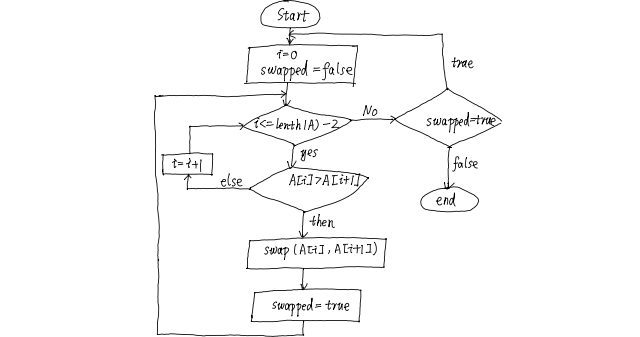 Start
i=0
swapped = false
i<=lenth(A)-2
No
swapped=true
true
false
end
yes
A[i]>A[i+1]
else
i=i+1
then
swap (A[i], A[i+1])
swapped= true